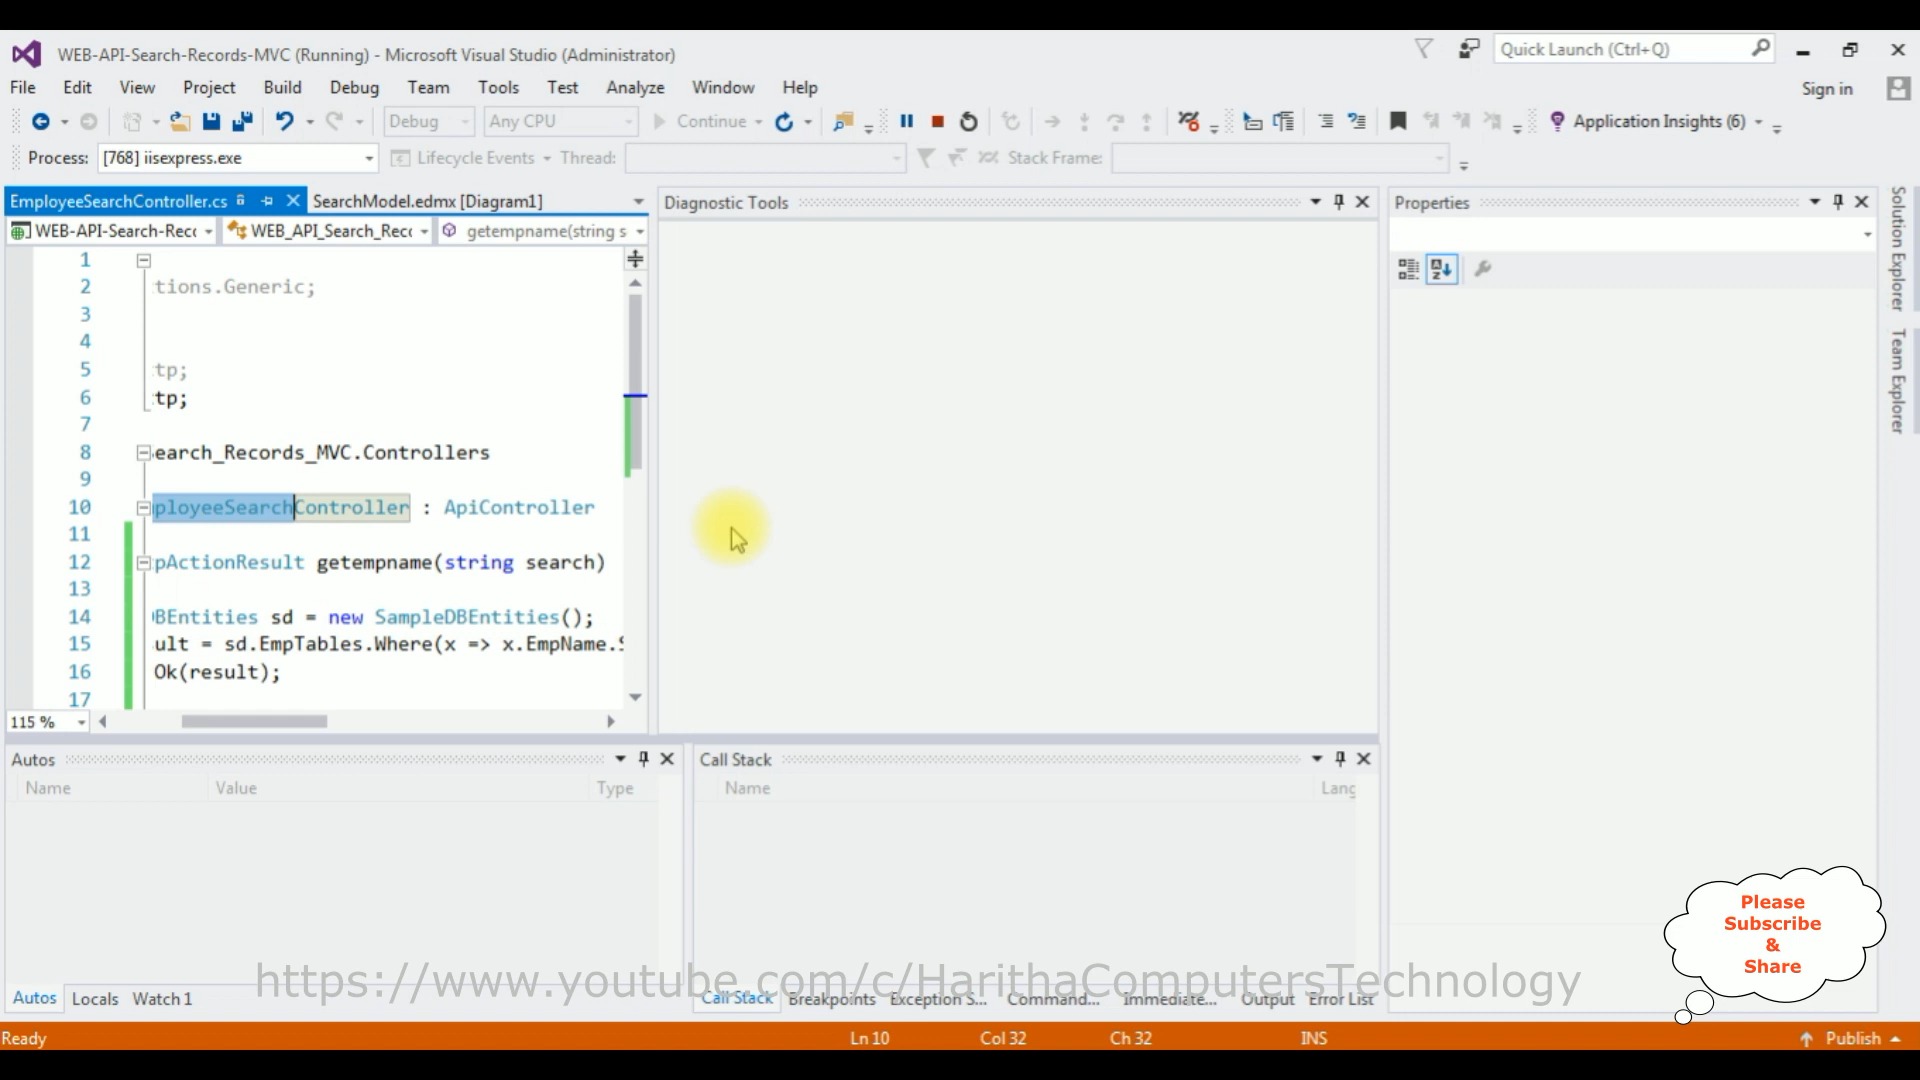 WEB-API-Search-Records-MVC (Running) - Microsoft Visual Studio (Administrator)
Quick Launch (Ctrl+Q)
File Edit View Project Build Debug Team Tools Test Analyze Window Help
Sign in
Debug Any CPU Continue Application Insights (6)
Process: [768] iisexpress.exe Lifecycle Events Thread: Stack Frame:
EmployeeSearchController.cs SearchModel.edmx [Diagram1]
WEB-API-Search-Rec WEB_API_Search_Rec getempname(string s
1
2 tions.Generic;
3
4
5 tp;
6 tp;
7
8 earch_Records_MVC.Controllers
9
10 ployeeSearchController : ApiController
11
12 pActionResult getempname(string search)
13
14 BEntities sd = new SampleDBEntities();
15 ult = sd.EmpTables.Where(x => x.EmpName.S
16 Ok(result);
17
115 %
Diagnostic Tools
Properties
Solution Explorer
Team Explorer
Autos
Name Value Type
Autos Locals Watch 1
Call Stack
Name Lang
Call Stack Breakpoints Exception S... Command... Immediate... Output Error List
https://www.youtube.com/c/HarithaComputersTechnology
Please
Subscribe
&
Share
Ready Ln 10 Col 32 Ch 32 INS Publish